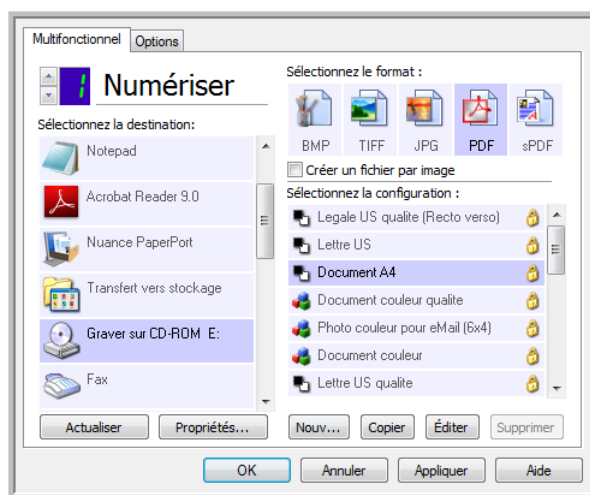 Multifonctionnel Options
1 Numériser
Sélectionnez la destination:
Notepad
Acrobat Reader 9.0
Nuance PaperPort
Transfert vers stockage
Graver sur CD-ROM E:
Fax
Actualiser Propriétés...
Sélectionnez le format :
BMP TIFF JPG PDF sPDF
Créer un fichier par image
Sélectionnez la configuration :
Legale US qualite (Recto verso)
Lettre US
Document A4
Document couleur qualite
Photo couleur pour eMail (6x4)
Document couleur
Lettre US qualite
Nouv... Copier Éditer Supprimer
OK Annuler Appliquer Aide